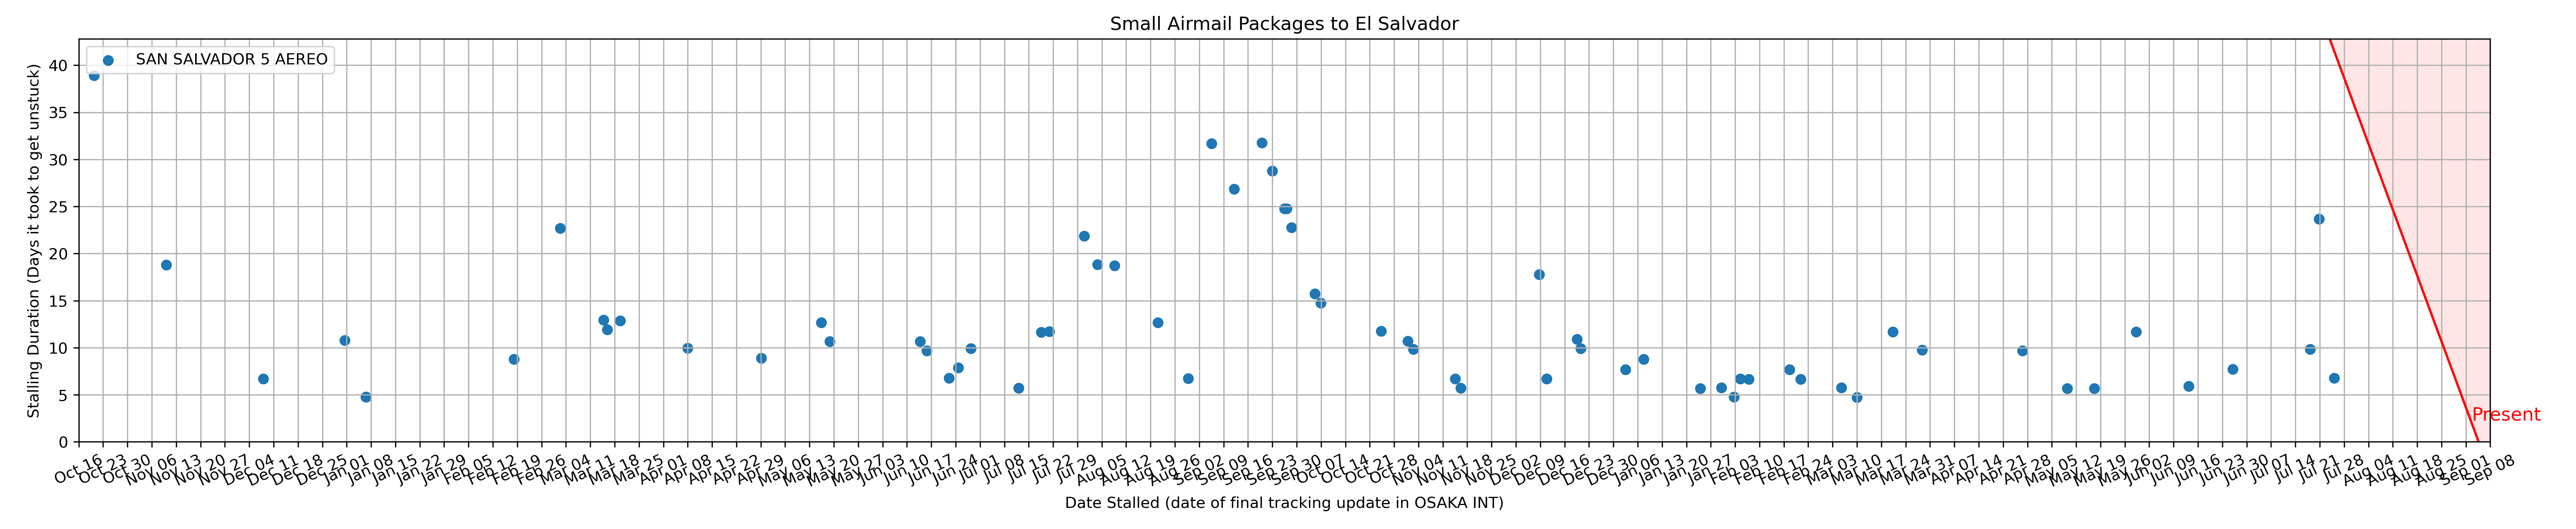 Small Airmail Packages to El Salvador
SAN SALVADOR 5 AEREO
Stalling Duration (Days it took to get unstuck)
40
35
30
25
20
15
10
5
0
Present
Oct 16
Oct 23
Oct 30
Nov 06
Nov 13
Nov 20
Nov 27
Dec 04
Dec 11
Dec 18
Dec 25
Jan 01
Jan 08
Jan 15
Jan 22
Jan 29
Feb 05
Feb 12
Feb 19
Feb 26
Mar 04
Mar 11
Mar 18
Mar 25
Apr 01
Apr 08
Apr 15
Apr 22
Apr 29
May 06
May 13
May 20
May 27
Jun 03
Jun 10
Jun 17
Jun 24
Jul 01
Jul 08
Jul 15
Jul 22
Jul 29
Aug 05
Aug 12
Aug 19
Aug 26
Sep 02
Sep 09
Sep 16
Sep 23
Sep 30
Oct 07
Oct 14
Oct 21
Oct 28
Nov 04
Nov 11
Nov 18
Nov 25
Dec 02
Dec 09
Dec 16
Dec 23
Dec 30
Jan 06
Jan 13
Jan 20
Jan 27
Feb 03
Feb 10
Feb 17
Feb 24
Mar 03
Mar 10
Mar 17
Mar 24
Mar 31
Apr 07
Apr 14
Apr 21
Apr 28
May 05
May 12
May 19
May 26
Jun 02
Jun 09
Jun 16
Jun 23
Jun 30
Jul 07
Jul 14
Jul 21
Jul 28
Aug 04
Aug 11
Aug 18
Aug 25
Sep 01
Sep 08
Date Stalled (date of final tracking update in OSAKA INT)